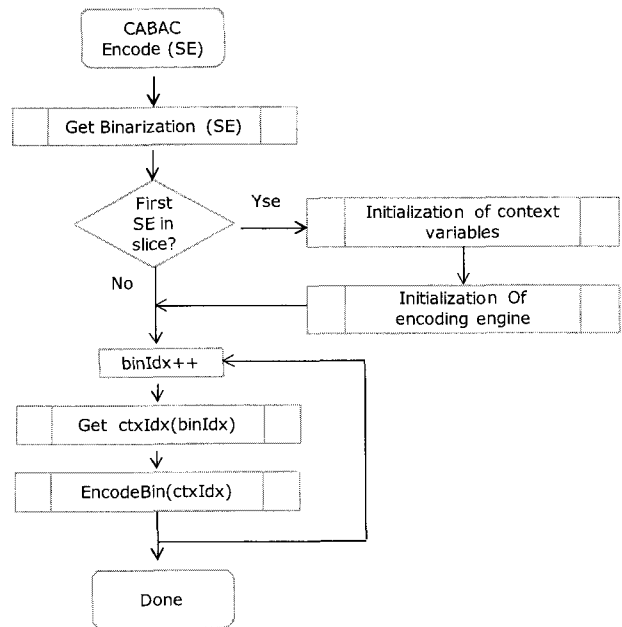 CABAC
Encode (SE)
Get Binarization (SE)
First
SE in
slice?
Yse
Initialization of context
variables
No
Initialization Of
encoding engine
binIdx++
Get ctxIdx(binIdx)
EncodeBin(ctxIdx)
Done